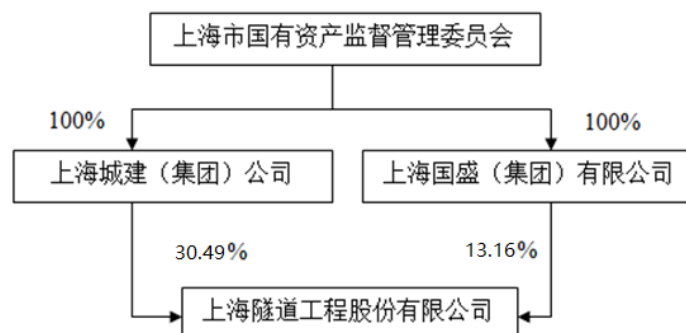 上海市国有资产监督管理委员会
100%
100%
上海城建（集团）公司
上海国盛（集团）有限公司
30.49%
13.16%
上海隧道工程股份有限公司